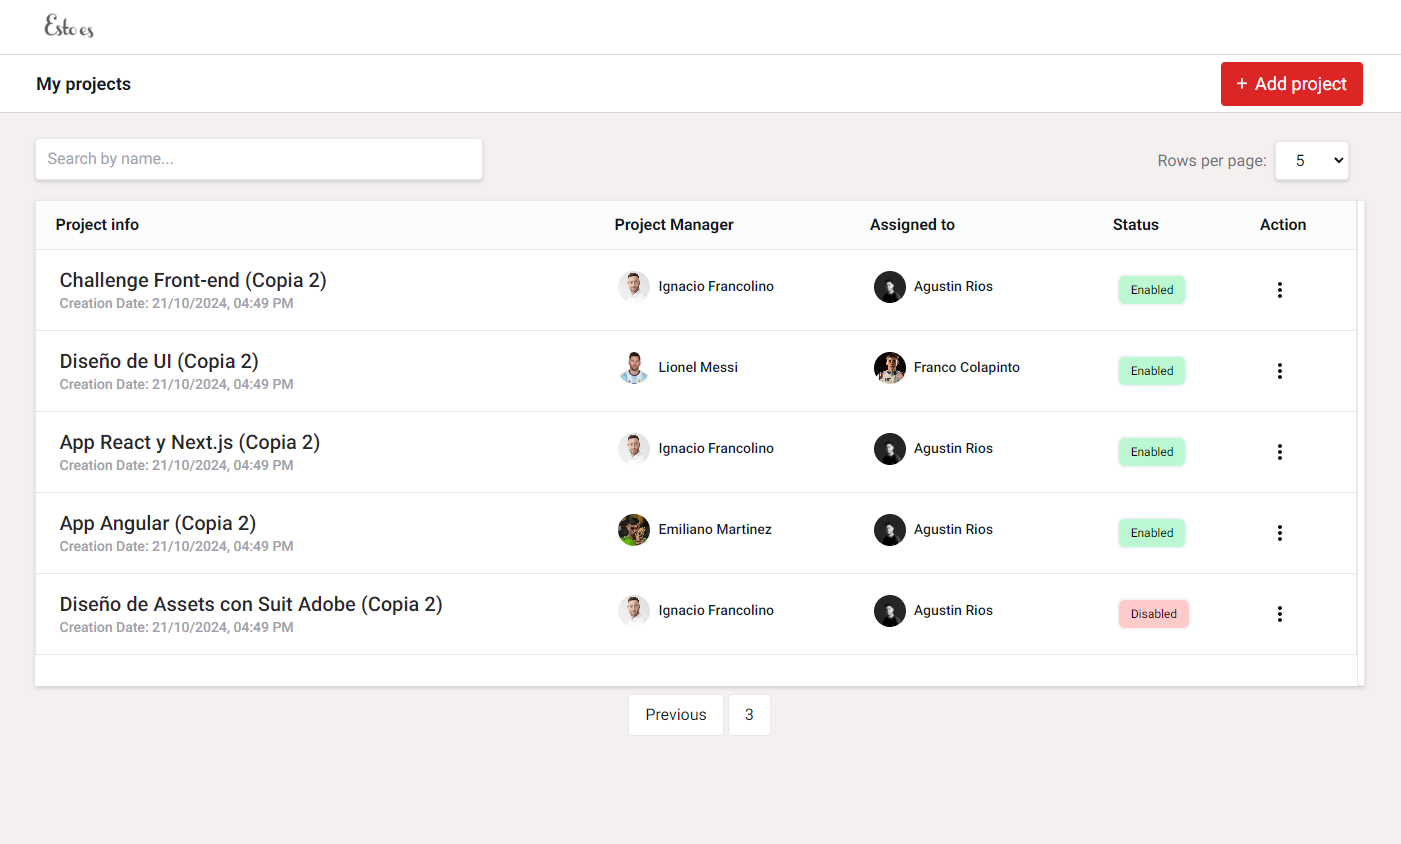 Esto es
My projects
+ Add project
Search by name...
Rows per page: 5
Project info Project Manager Assigned to Status Action
Challenge Front-end (Copia 2)
Creation Date: 21/10/2024, 04:49 PM
Ignacio Francolino
Agustin Rios
Enabled
Diseño de UI (Copia 2)
Creation Date: 21/10/2024, 04:49 PM
Lionel Messi
Franco Colapinto
Enabled
App React y Next.js (Copia 2)
Creation Date: 21/10/2024, 04:49 PM
Ignacio Francolino
Agustin Rios
Enabled
App Angular (Copia 2)
Creation Date: 21/10/2024, 04:49 PM
Emiliano Martinez
Agustin Rios
Enabled
Diseño de Assets con Suit Adobe (Copia 2)
Creation Date: 21/10/2024, 04:49 PM
Ignacio Francolino
Agustin Rios
Disabled
Previous 3